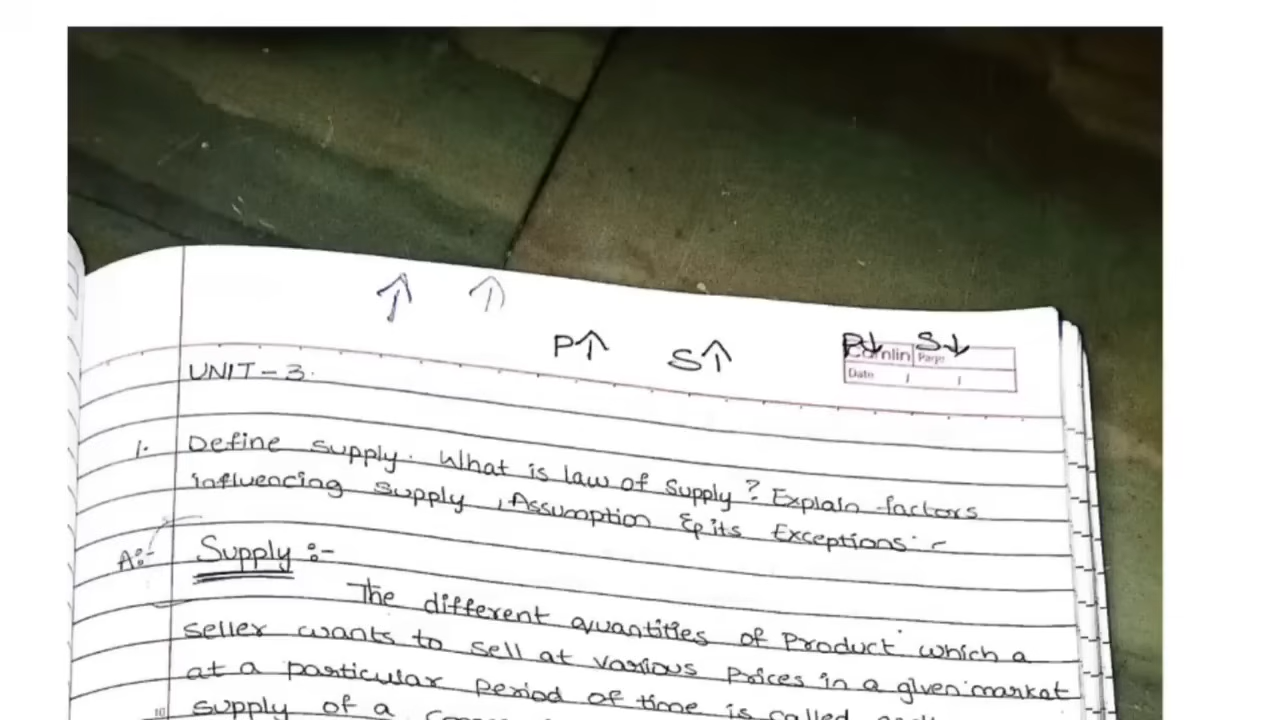 P↑ S↑ P↓ S↓
Camlin Page
Date / /
UNIT - 3.
1. Define Supply. What is law of Supply? Explain factors
influencing Supply, Assumption & its Exceptions:-
A:- Supply :-
The different quantities of Product which a
seller wants to sell at various Prices in a given market
at a particular Period of time is called
10 supply of a